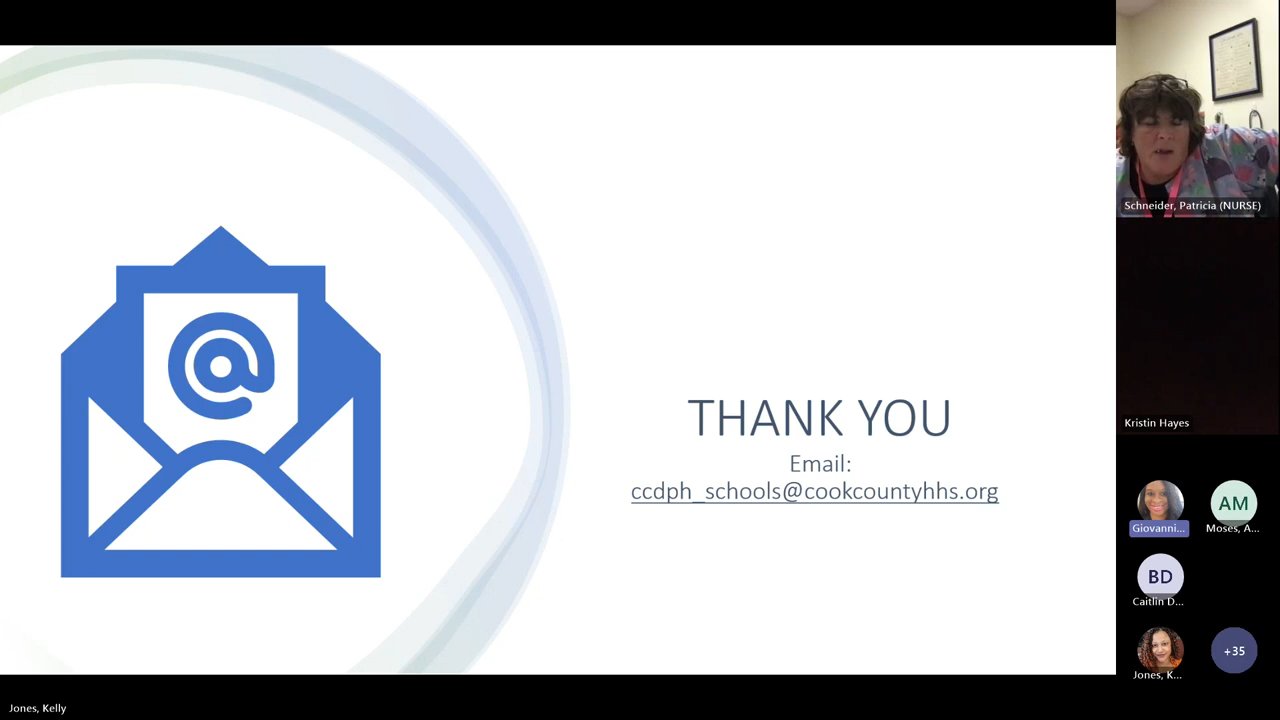 THANK YOU
Email:
ccdph_schools@cookcountyhhs.org
@
Schneider, Patricia (NURSE)
Kristin Hayes
Giovanni...
AM
Moses, A...
BD
Caitlin D...
Jones, K...
+35
Jones, Kelly